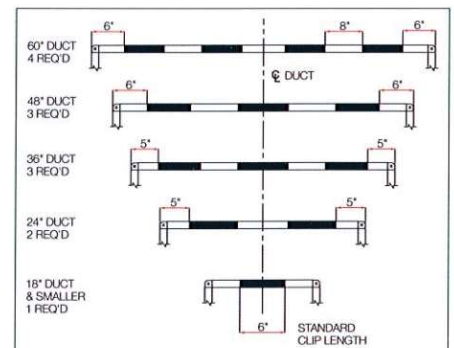 6" 8" 6"
60" DUCT
4 REQ'D
℄ DUCT
6" 6"
48" DUCT
3 REQ'D
5" 5"
36" DUCT
3 REQ'D
5" 5"
24" DUCT
2 REQ'D
18" DUCT
& SMALLER
1 REQ'D
6"
STANDARD
CLIP LENGTH